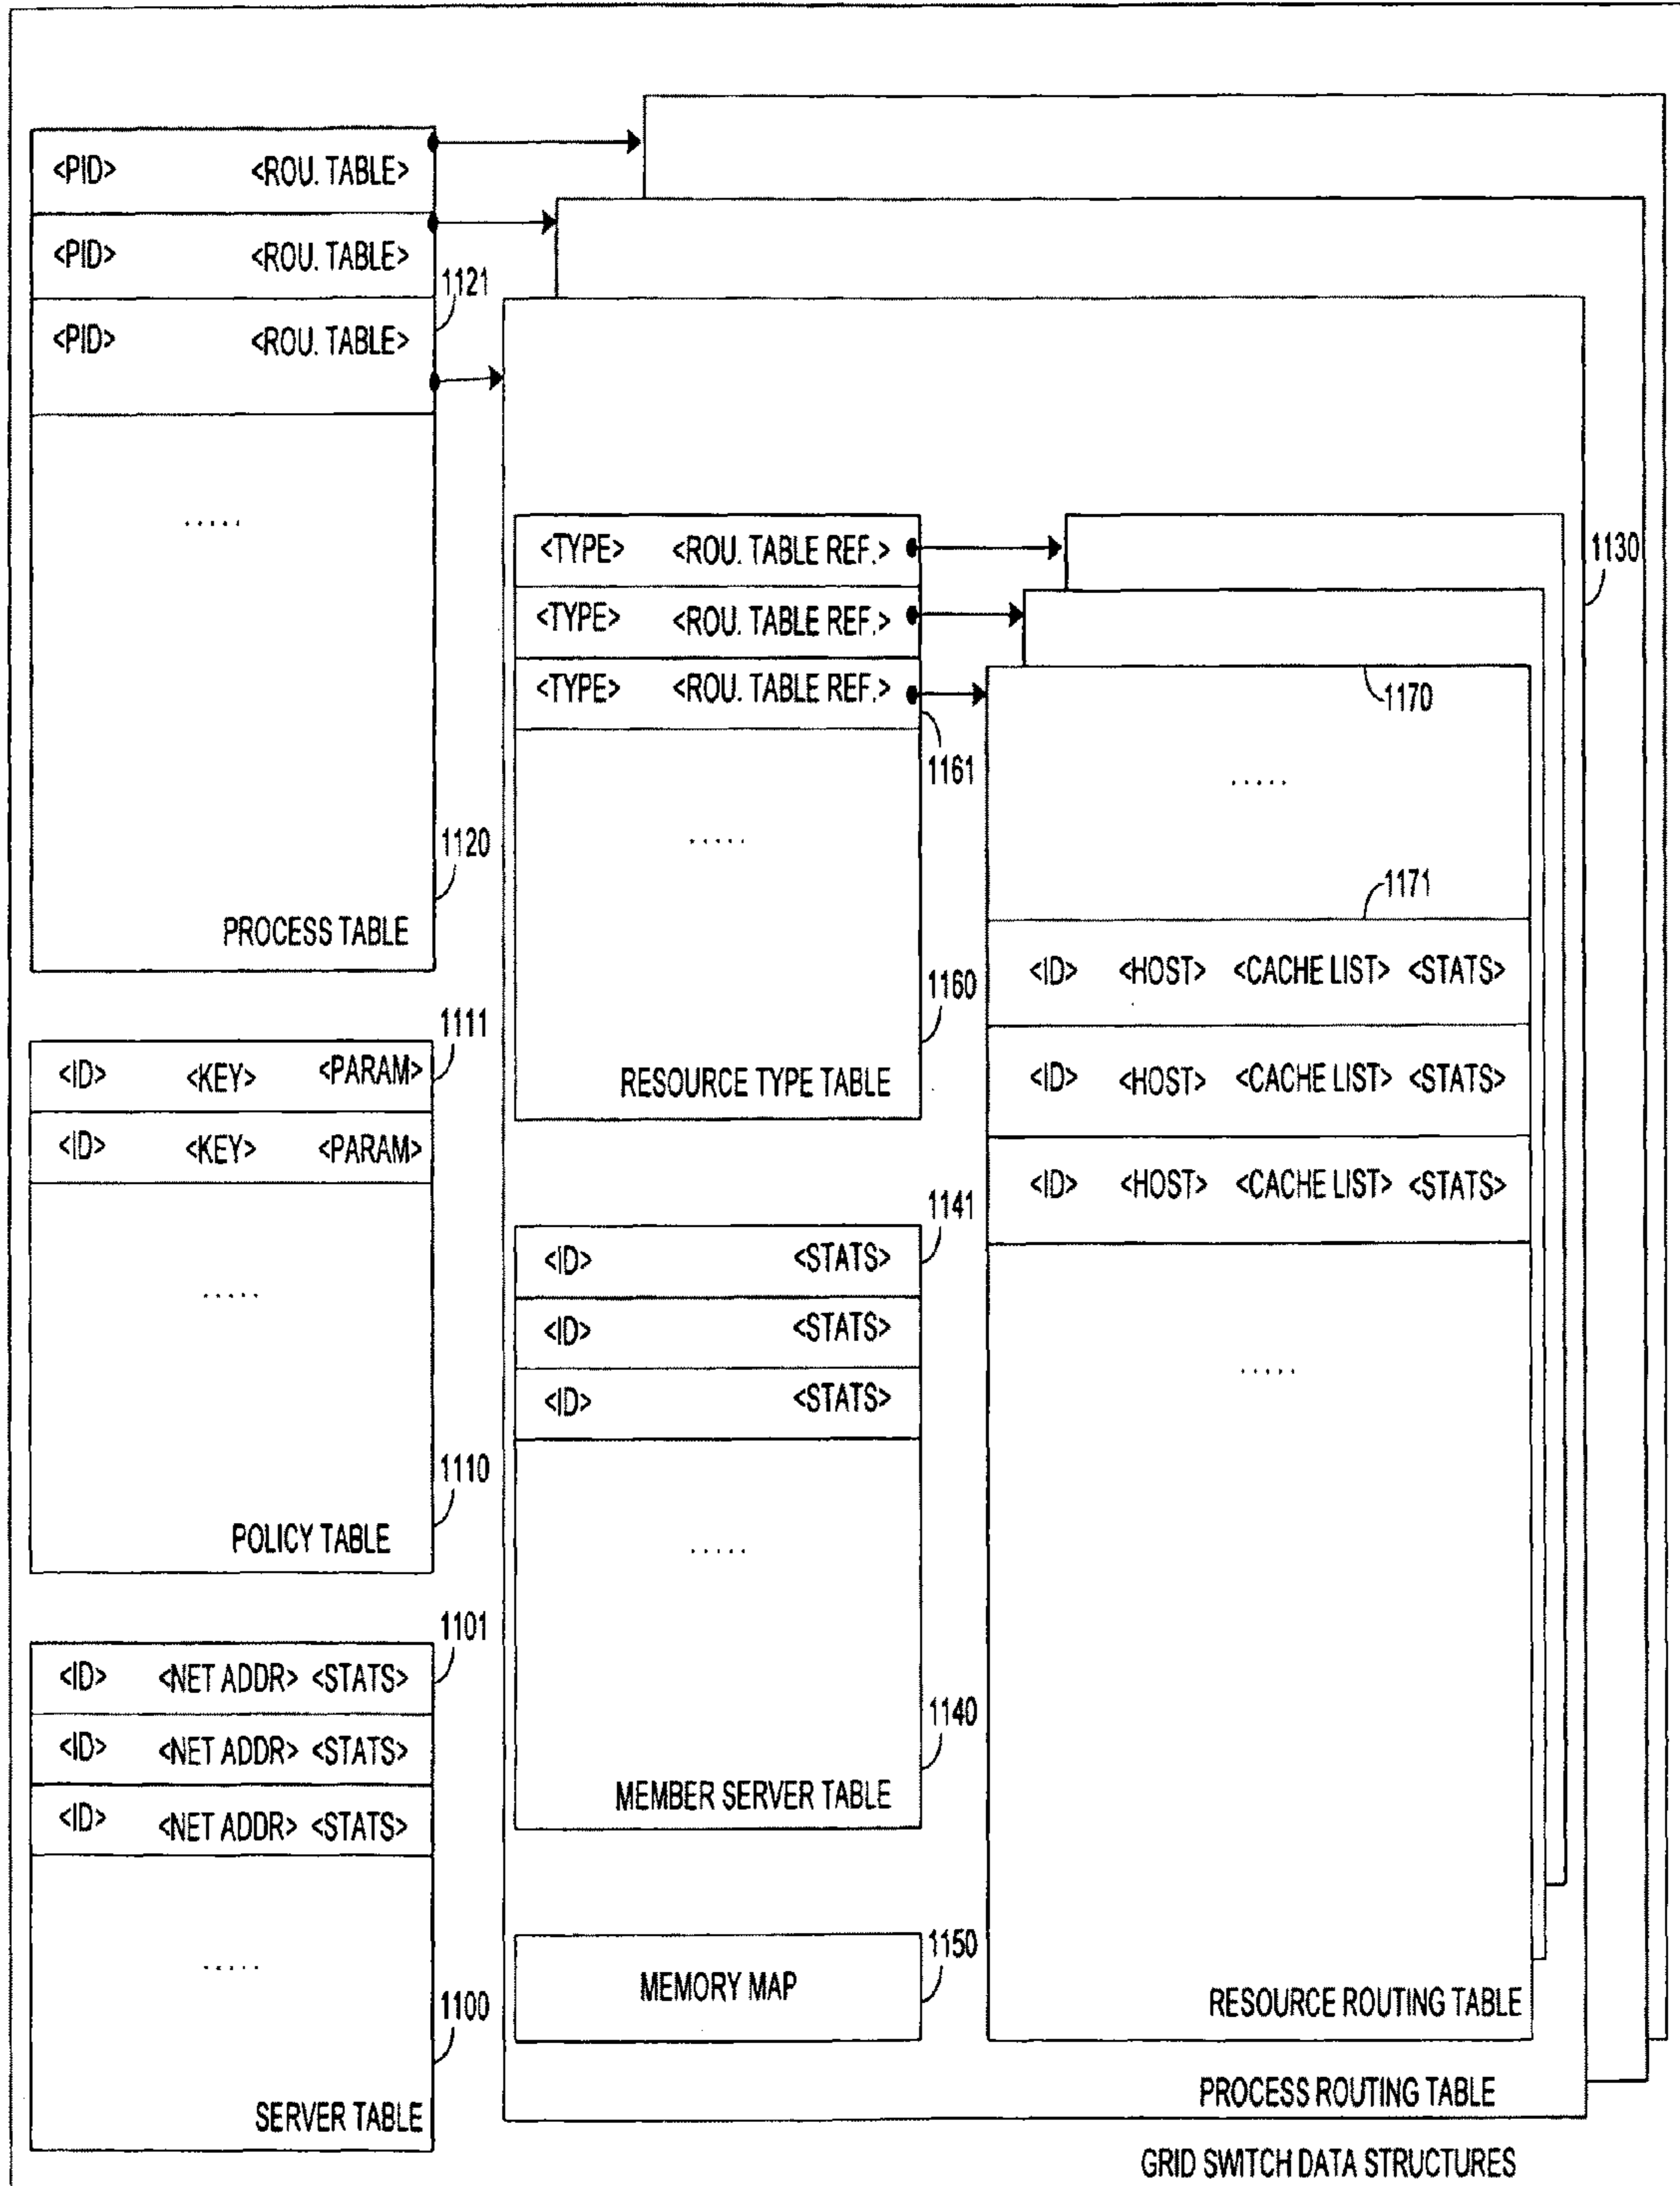 <PID> <ROU. TABLE>
<PID> <ROU. TABLE>
1121
<PID> <ROU. TABLE>
.....
1120
PROCESS TABLE
1111
<ID> <KEY> <PARAM>
<ID> <KEY> <PARAM>
.....
1110
POLICY TABLE
1101
<ID> <NET ADDR> <STATS>
<ID> <NET ADDR> <STATS>
<ID> <NET ADDR> <STATS>
.....
1100
SERVER TABLE
<TYPE> <ROU. TABLE REF.>
<TYPE> <ROU. TABLE REF.>
<TYPE> <ROU. TABLE REF.>
1161
.....
1160
RESOURCE TYPE TABLE
1141
<ID> <STATS>
<ID> <STATS>
<ID> <STATS>
.....
1140
MEMBER SERVER TABLE
1150
MEMORY MAP
1130
1170
.....
1171
<ID> <HOST> <CACHE LIST> <STATS>
<ID> <HOST> <CACHE LIST> <STATS>
<ID> <HOST> <CACHE LIST> <STATS>
.....
RESOURCE ROUTING TABLE
PROCESS ROUTING TABLE
GRID SWITCH DATA STRUCTURES